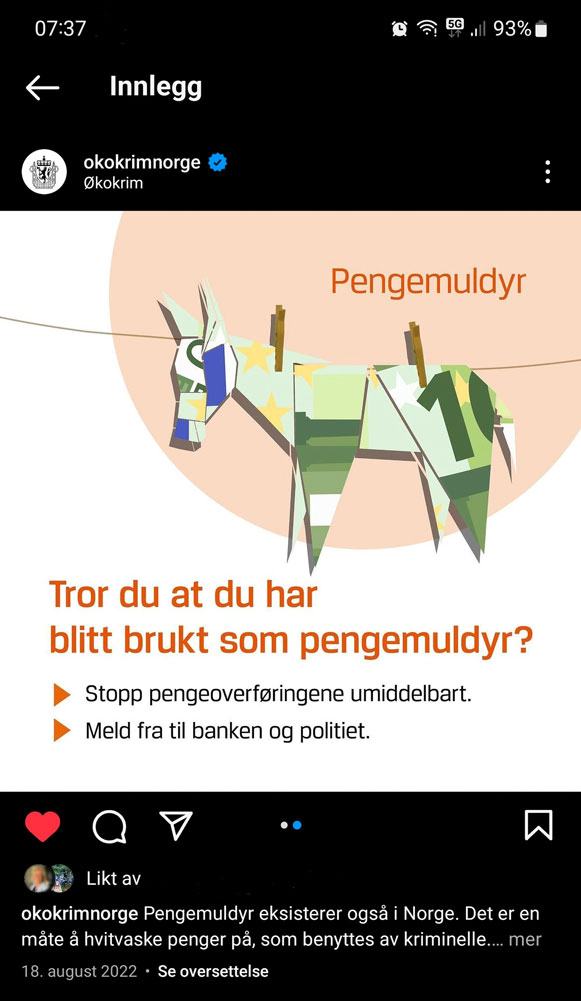 07:37
5G
93%
Innlegg
okokrimnorge
Økokrim
Pengemuldyr
10
Tror du at du har
blitt brukt som pengemuldyr?
Stopp pengeoverføringene umiddelbart.
Meld fra til banken og politiet.
Likt av
okokrimnorge Pengemuldyr eksisterer også i Norge. Det er en
måte å hvitvaske penger på, som benyttes av kriminelle.... mer
18. august 2022 • Se oversettelse